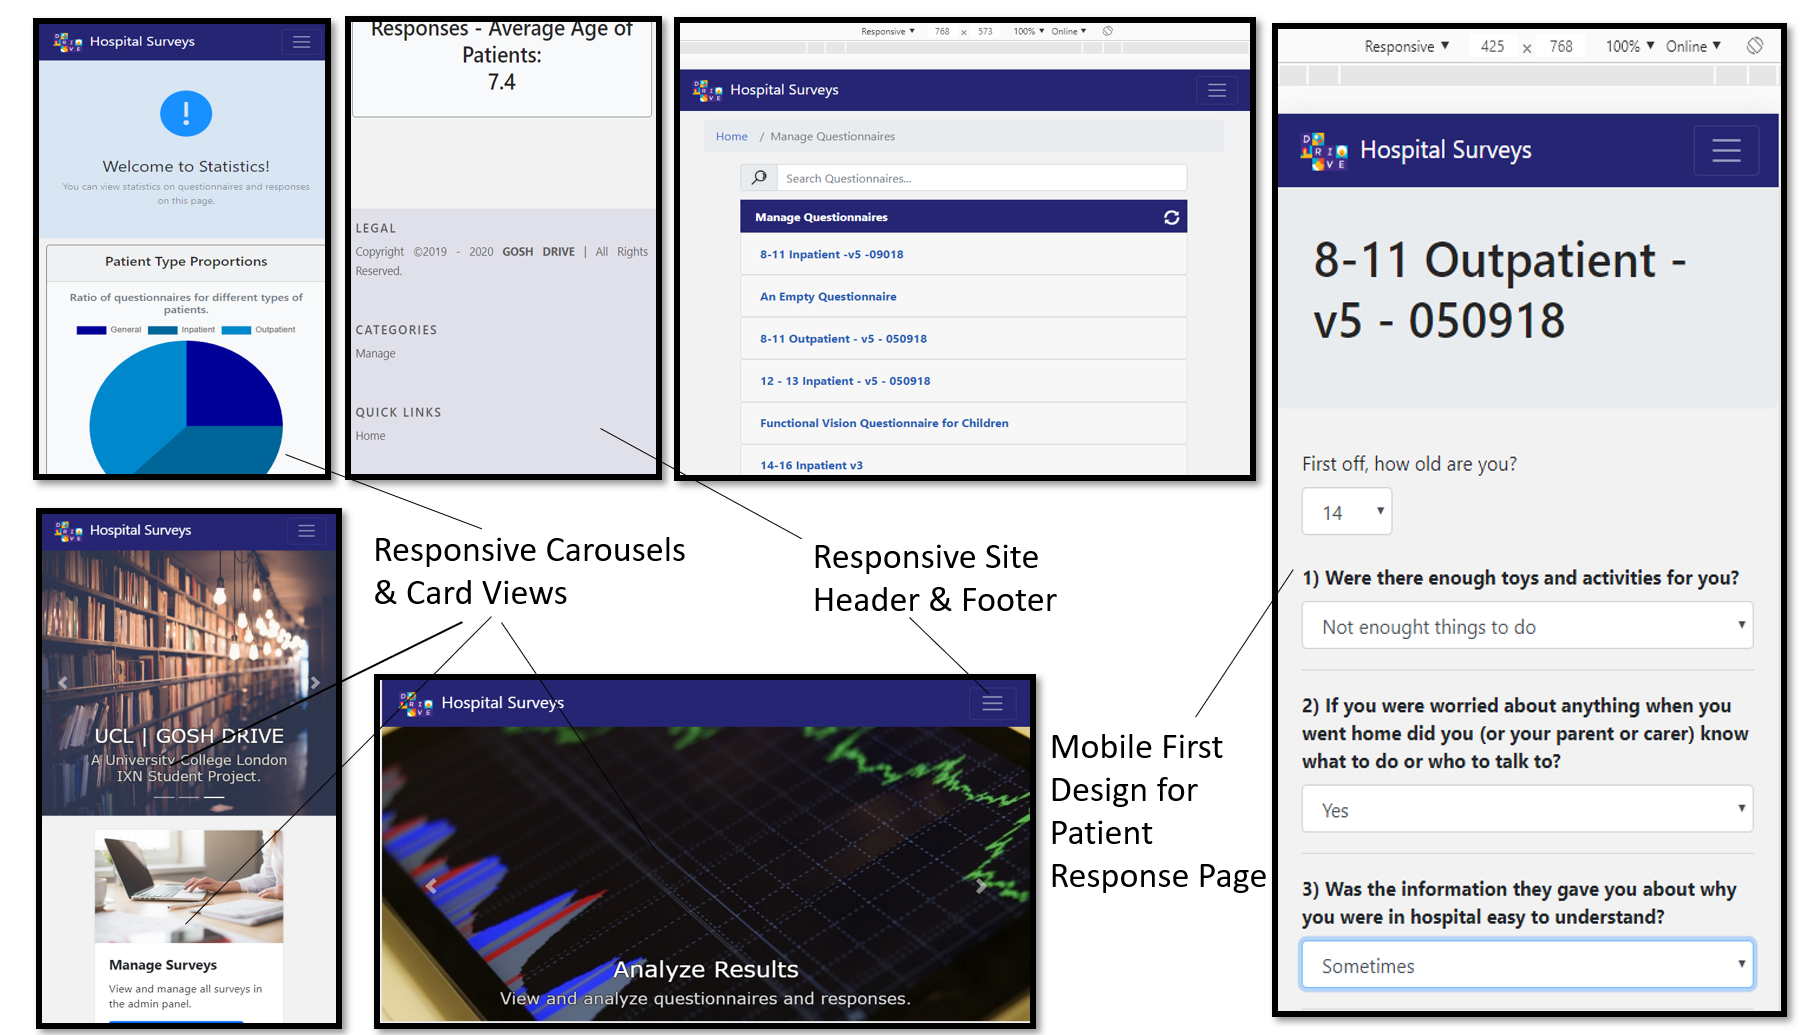 Hospital Surveys
Welcome to Statistics!
You can view statistics on questionnaires and responses
on this page.
Patient Type Proportions
Ratio of questionnaires for different types of
patients.
General Inpatient Outpatient
Responses - Average Age of
Patients:
7.4
LEGAL
Copyright ©2019 - 2020 GOSH DRIVE | All Rights
Reserved.
CATEGORIES
Manage
QUICK LINKS
Home
Responsive ▼ 768 x 573 100% ▼ Online ▼
DRIVE Hospital Surveys
Home / Manage Questionnaires
Search Questionnaires...
Manage Questionnaires
8-11 Inpatient -v5 -09018
An Empty Questionnaire
8-11 Outpatient - v5 - 050918
12 - 13 Inpatient - v5 - 050918
Functional Vision Questionnaire for Children
14-16 Inpatient v3
Responsive ▼ 425 x 768 100% ▼ Online ▼
DRIVE Hospital Surveys
8-11 Outpatient -
v5 - 050918
First off, how old are you?
14
1) Were there enough toys and activities for you?
Not enought things to do
2) If you were worried about anything when you
went home did you (or your parent or carer) know
what to do or who to talk to?
Yes
3) Was the information they gave you about why
you were in hospital easy to understand?
Sometimes
Hospital Surveys
UCL | GOSH DRIVE
A University College London
IXN Student Project.
Manage Surveys
View and manage all surveys in
the admin panel.
Responsive Carousels
& Card Views
Responsive Site
Header & Footer
DRIVE Hospital Surveys
Analyze Results
View and analyze questionnaires and responses.
Mobile First
Design for
Patient
Response Page